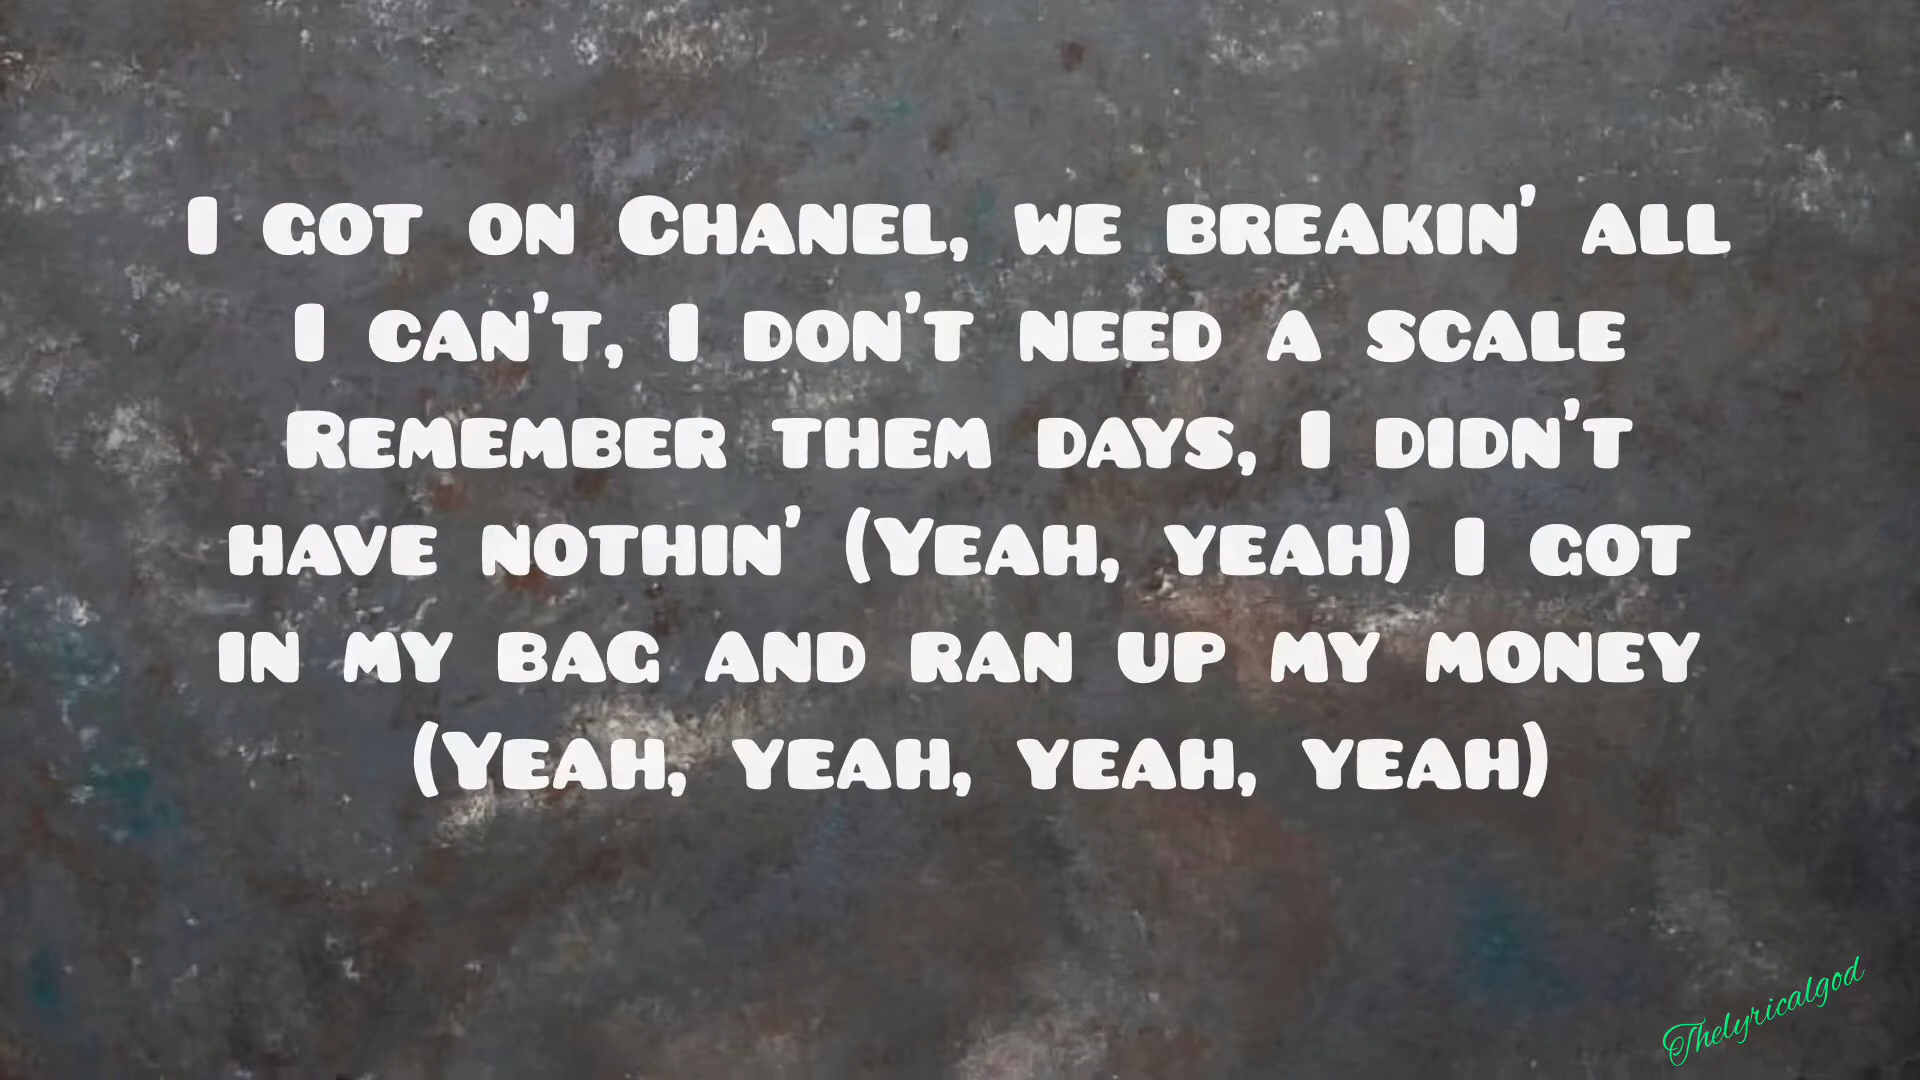 I got on Chanel, we breakin' all
I can't, I don't need a scale
Remember them days, I didn't
have nothin' (Yeah, yeah) I got
in my bag and ran up my money
(Yeah, yeah, yeah, yeah)
Thelyricalgod